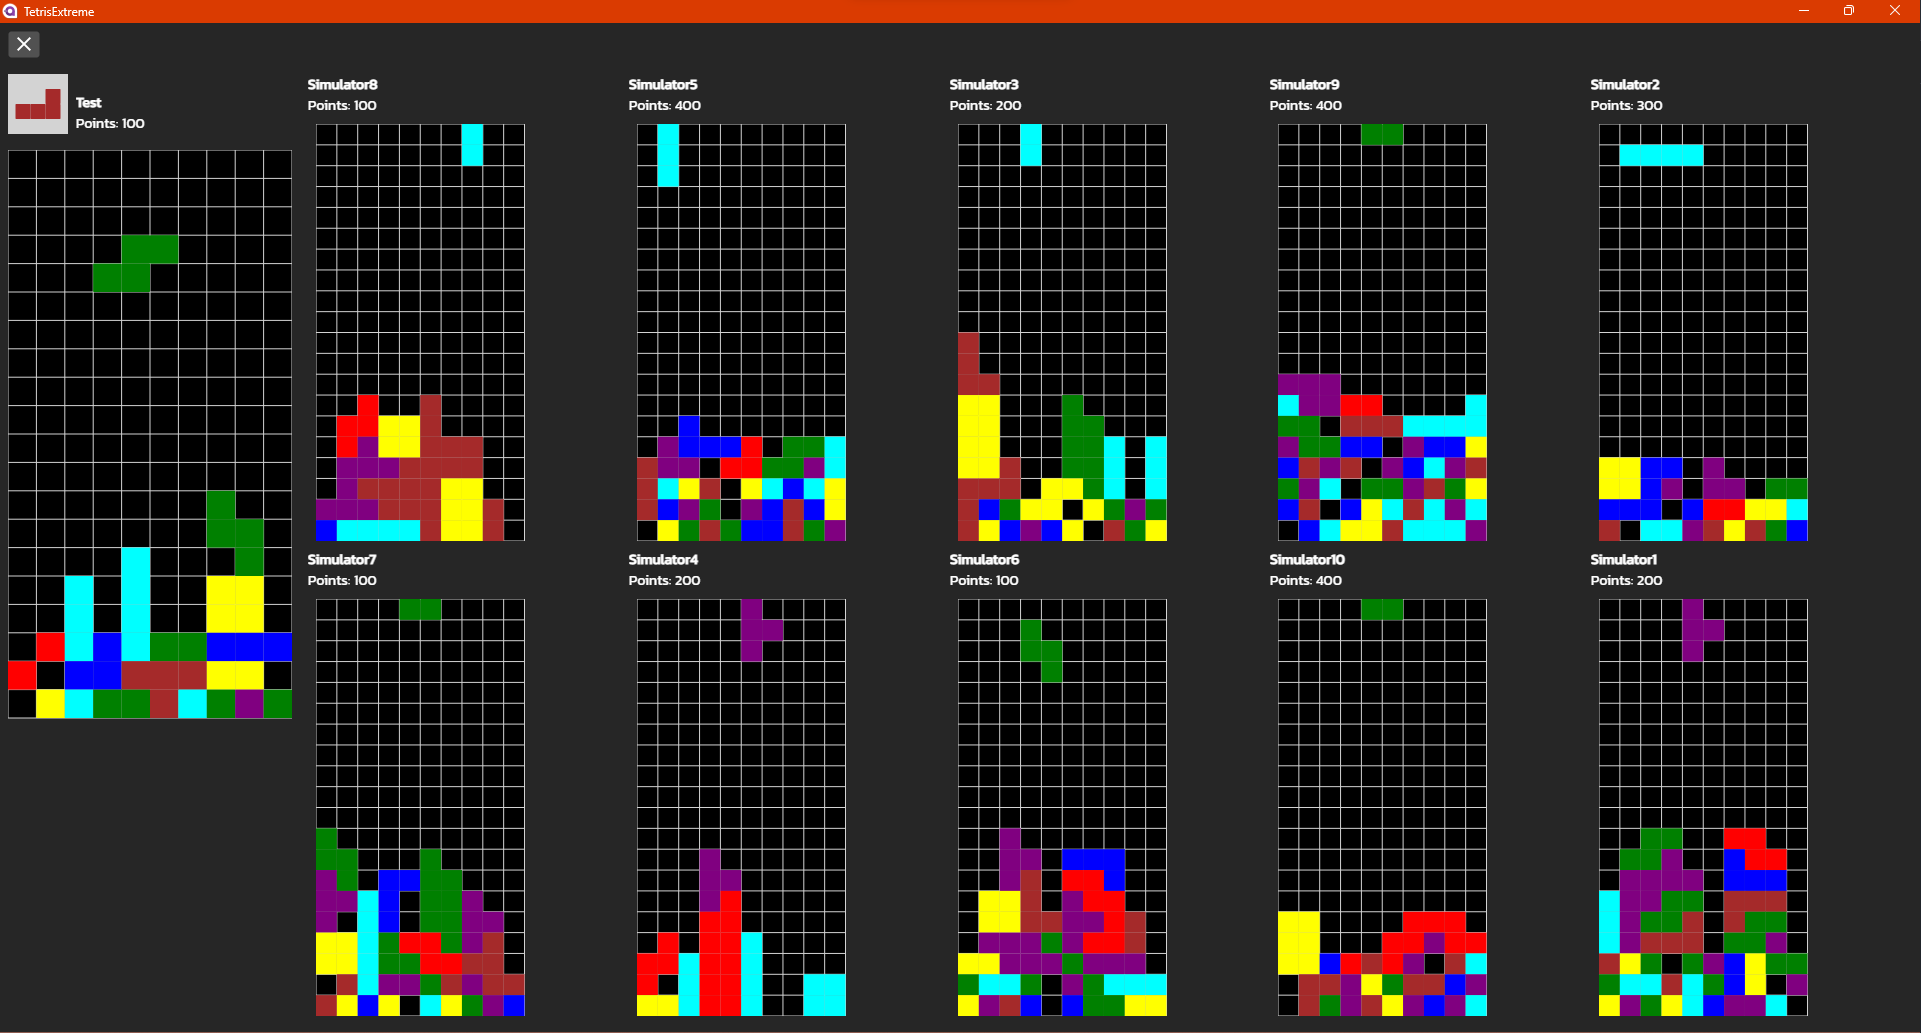 TetrisExtreme
Test
Points: 100
Simulator8
Points: 100
Simulator5
Points: 400
Simulator3
Points: 200
Simulator9
Points: 400
Simulator2
Points: 300
Simulator7
Points: 100
Simulator4
Points: 200
Simulator6
Points: 100
Simulator10
Points: 400
Simulator1
Points: 200